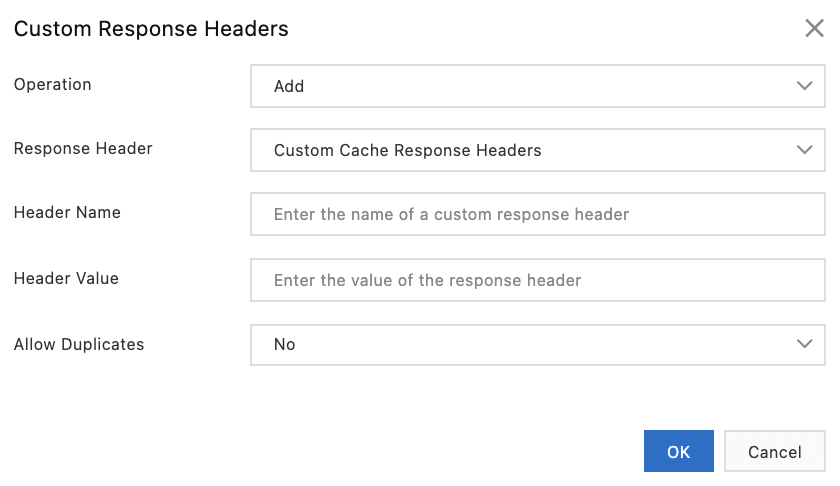 Custom Response Headers
Operation
Add
Response Header
Custom Cache Response Headers
Header Name
Enter the name of a custom response header
Header Value
Enter the value of the response header
Allow Duplicates
No
OK
Cancel